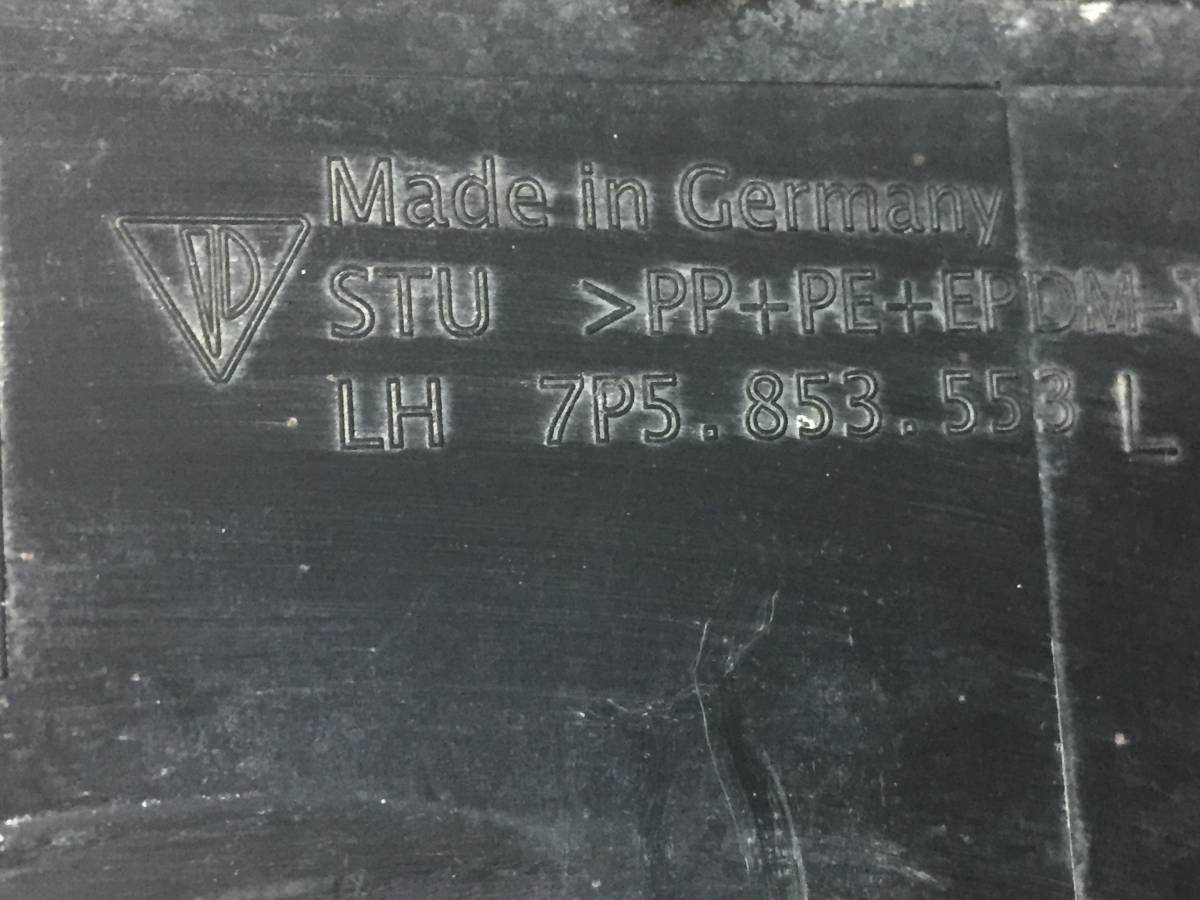 Made in Germany
STU >PP+PE+EPDM-
LH 7P5.853.553 L